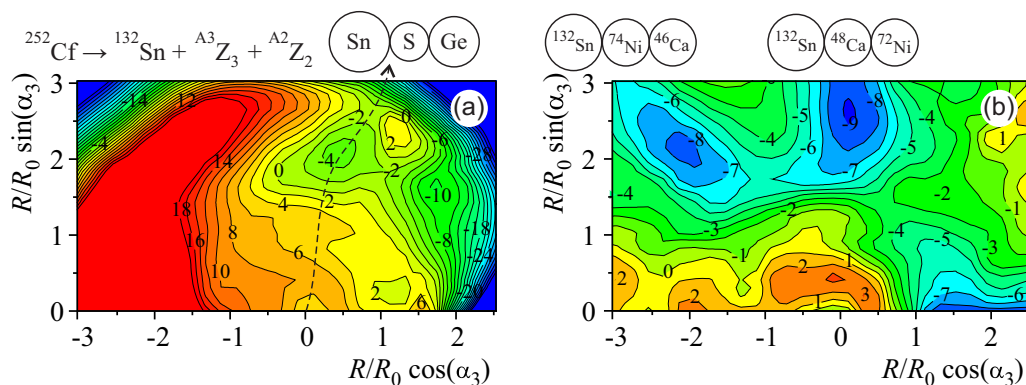 ²⁵²Cf → ¹³²Sn + ᴬ³Z₃ + ᴬ²Z₂
Sn S Ge
¹³²Sn ⁷⁴Ni ⁴⁶Ca
¹³²Sn ⁴⁸Ca ⁷²Ni
(a)
R/R₀ sin(α₃)
3
2
1
0
-3 -2 -1 0 1 2
R/R₀ cos(α₃)
-14 12 -2 0
-4 2 -6
14 0 -4 -2 -28
18 4 2 -10
16 8 -8 -18
6 -24
10 2 6 -20
(b)
R/R₀ sin(α₃)
3
2
1
0
-3 -2 -1 0 1 2
R/R₀ cos(α₃)
-6 -5 -8 1
-8 -4 -6 -9 -5 1
-7 -7
-4 -2 -1
-3 -2 -4 -5 -3
0 -1 2 1
2 2 1 3 -7 -6